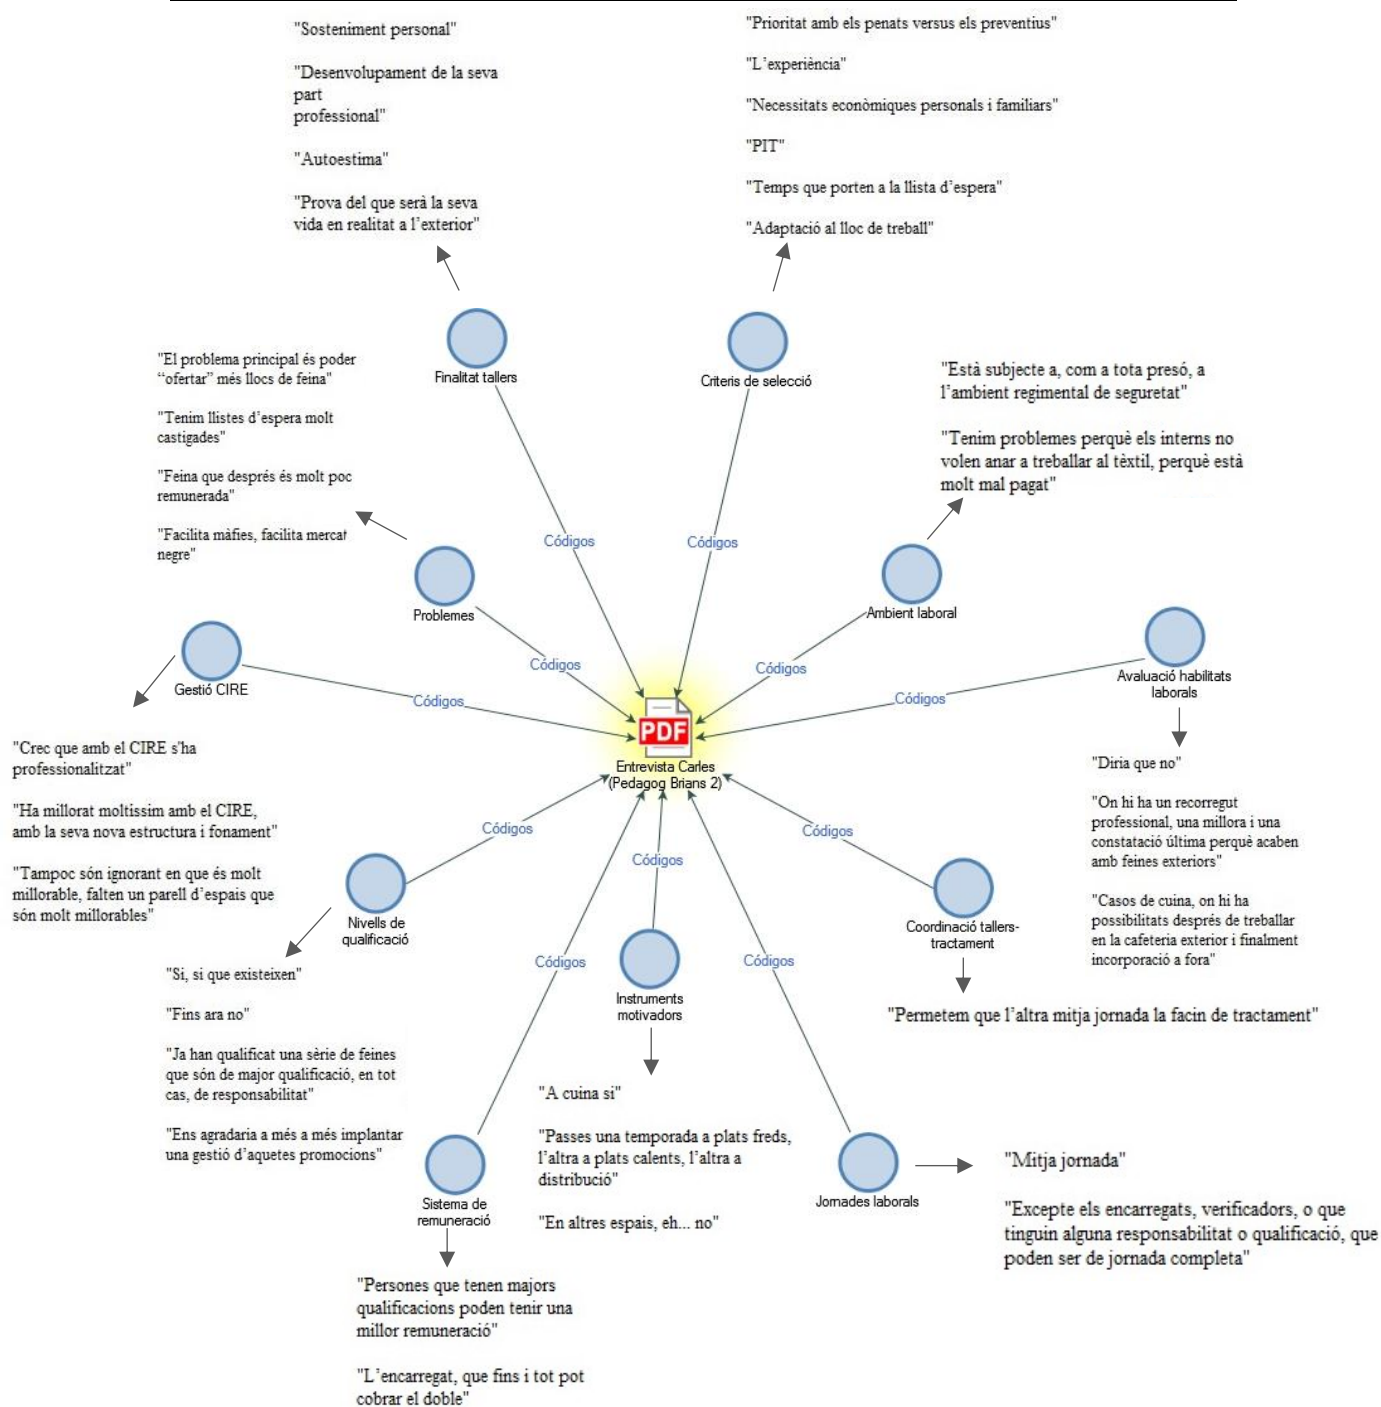 "Sosteniment personal"
"Desenvolupament de la seva
part
professional"
"Autoestima"
"Prova del que serà la seva
vida en realitat a l'exterior"
"Prioritat amb els penats versus els preventius"
"L'experiència"
"Necessitats econòmiques personals i familiars"
"PIT"
"Temps que porten a la llista d'espera"
"Adaptació al lloc de treball"
Finalitat tallers
Criteris de selecció
"El problema principal és poder
“ofertar” més llocs de feina"
"Tenim llistes d'espera molt
castigades"
"Feina que després és molt poc
remunerada"
"Facilita màfies, facilita mercat
negre"
"Està subjecte a, com a tota presó, a
l'ambient regimental de seguretat"
"Tenim problemes perquè els interns no
volen anar a treballar al tèxtil, perquè està
molt mal pagat"
Códigos
Códigos
Problemes
Ambient laboral
Códigos
Códigos
Gestió CIRE
Códigos
Avaluació habilitats
laborals
Códigos
PDF
Entrevista Carles
(Pedagog Brians 2)
"Crec que amb el CIRE s'ha
professionalitzat"
"Ha millorat moltissim amb el CIRE,
amb la seva nova estructura i fonament"
"Tampoc són ignorant en que és molt
millorable, falten un parell d'espais que
són molt millorables"
"Diria que no"
"On hi ha un recorregut
professional, una millora i una
constatació última perquè acaben
amb feines exteriors"
"Casos de cuina, on hi ha
possibilitats després de treballar
en la cafeteria exterior i finalment
incorporació a fora"
Códigos
Códigos
Códigos
Nivells de
qualificació
Coordinació tallers-
tractament
Códigos
Códigos
"Si, si que existeixen"
"Fins ara no"
"Ja han qualificat una sèrie de feines
que són de major qualificació, en tot
cas, de responsabilitat"
"Ens agradaria a més a més implantar
una gestió d'aquetes promocions"
Instruments
motivadors
"Permetem que l'altra mitja jornada la facin de tractament"
"A cuina si"
"Passes una temporada a plats freds,
l'altra a plats calents, l'altra a
distribució"
"En altres espais, eh... no"
Sistema de
remuneració
Jornades laborals
"Mitja jornada"
"Excepte els encarregats, verificadors, o que
tinguin alguna responsabilitat o qualificació, que
poden ser de jornada completa"
"Persones que tenen majors
qualificacions poden tenir una
millor remuneració"
"L'encarregat, que fins i tot pot
cobrar el doble"